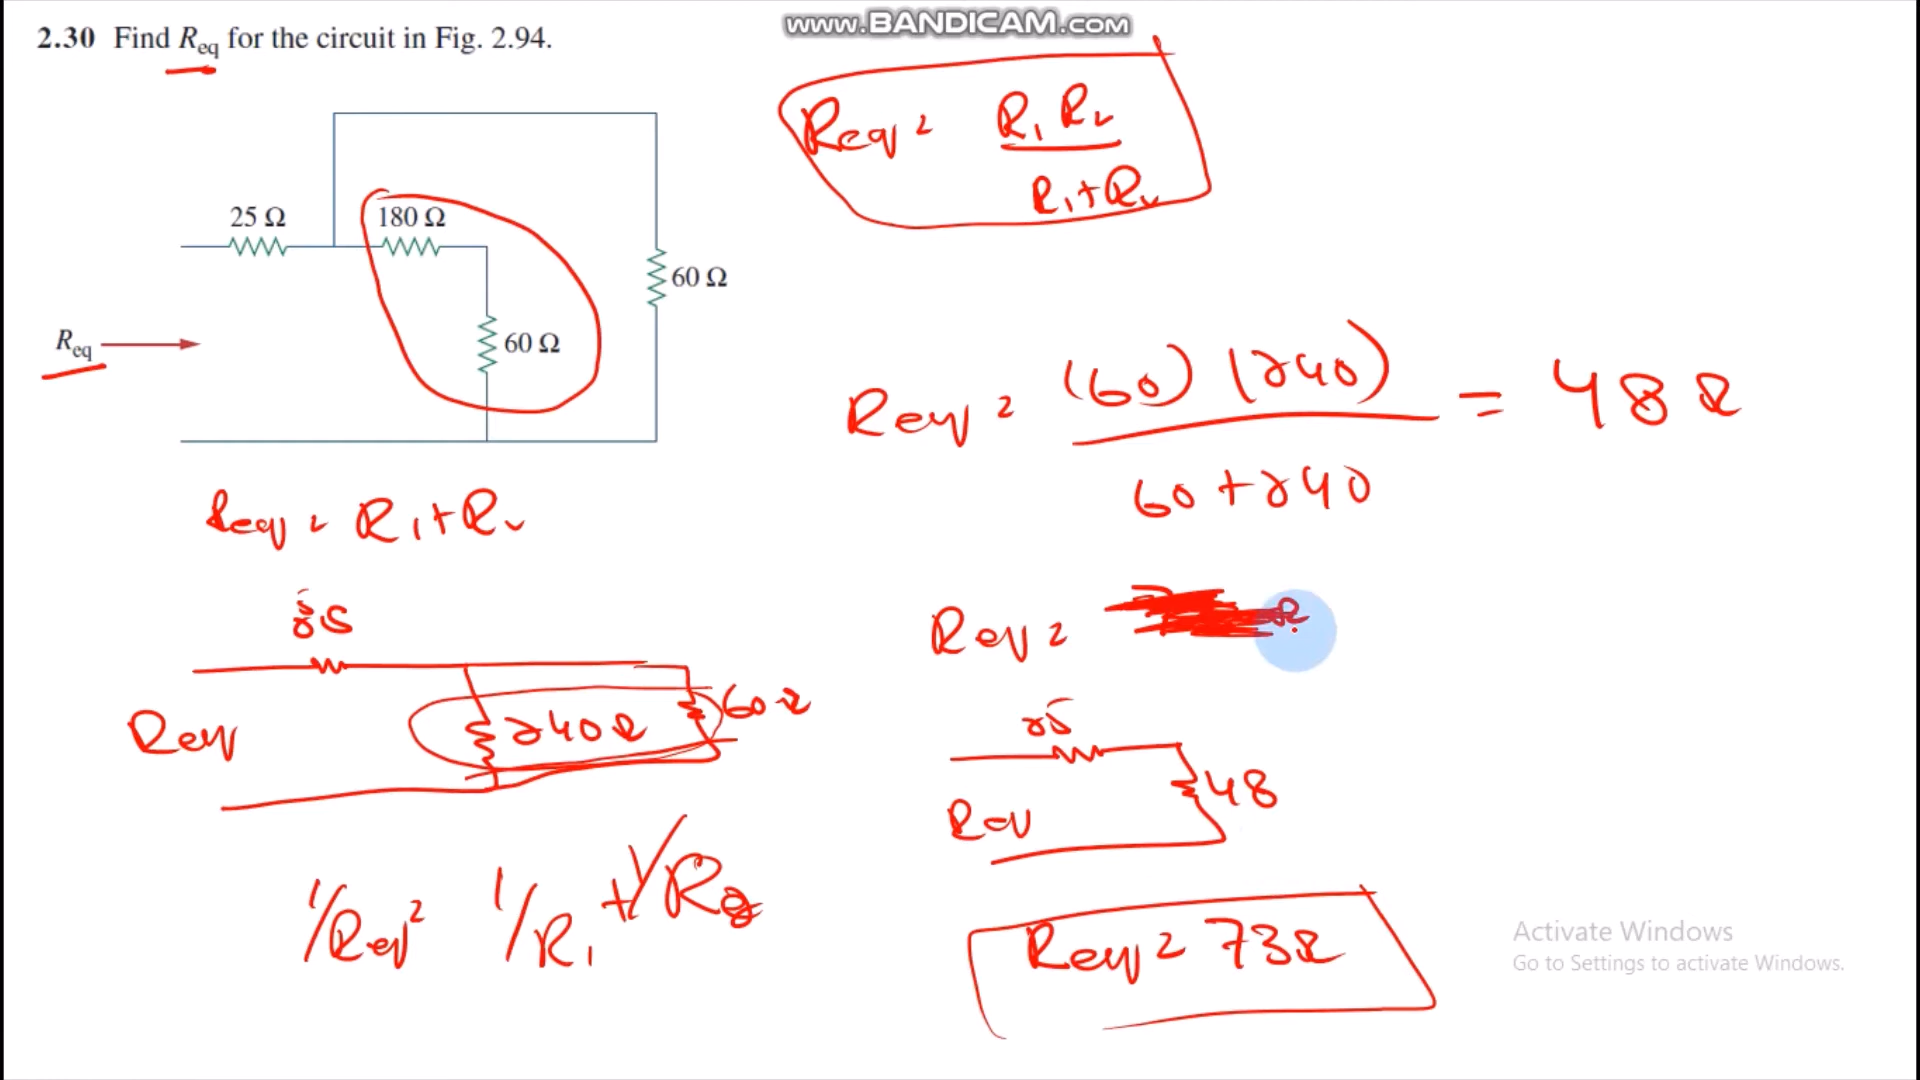 www.BANDICAM.com
2.30 Find Req for the circuit in Fig. 2.94.
25 Ω
180 Ω
60 Ω
60 Ω
Req
Req = R1+R2
25
Req
240Ω
60Ω
1/Req = 1/R1 + 1/R2
Req = R1 R2 / R1+R2
Req = (60) (240) / 60+240 = 48Ω
Req =
25
Req
48
Req = 73Ω
Activate Windows
Go to Settings to activate Windows.